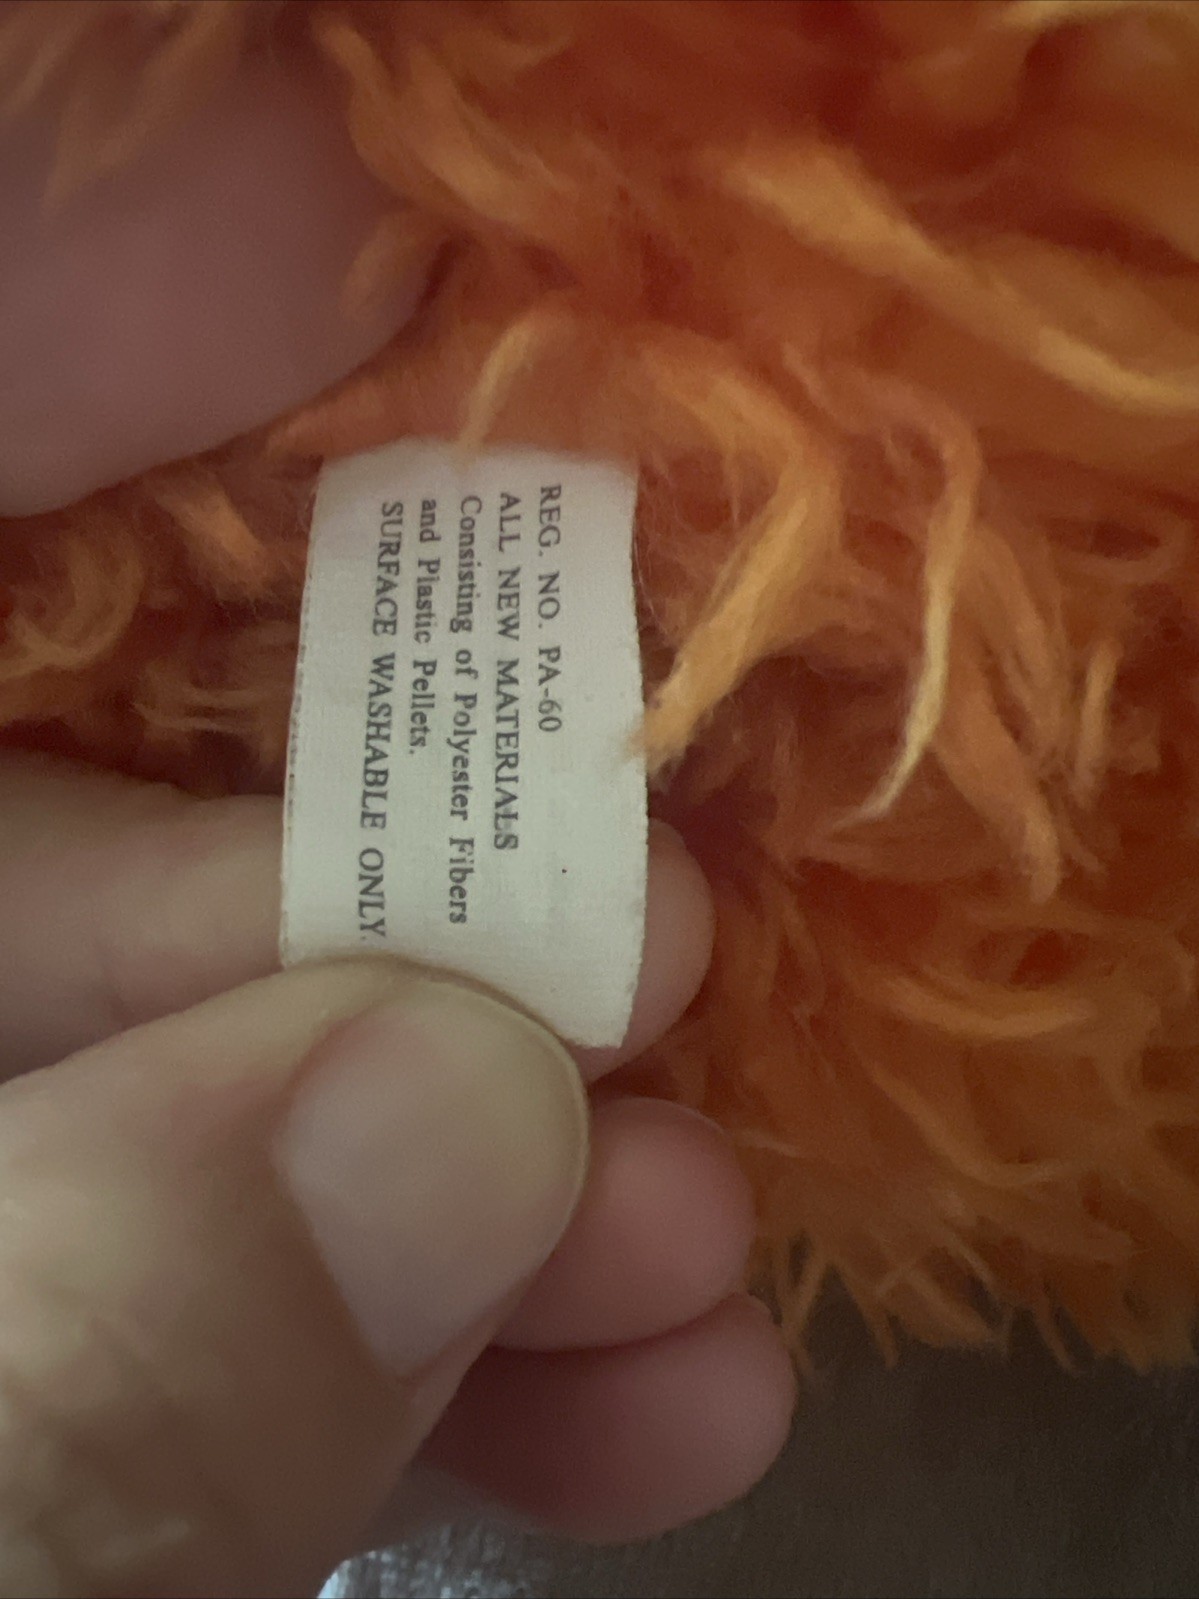 REG. NO. PA-60
ALL NEW MATERIALS
Consisting of Polyester Fibers
and Plastic Pellets.
SURFACE WASHABLE ONLY.